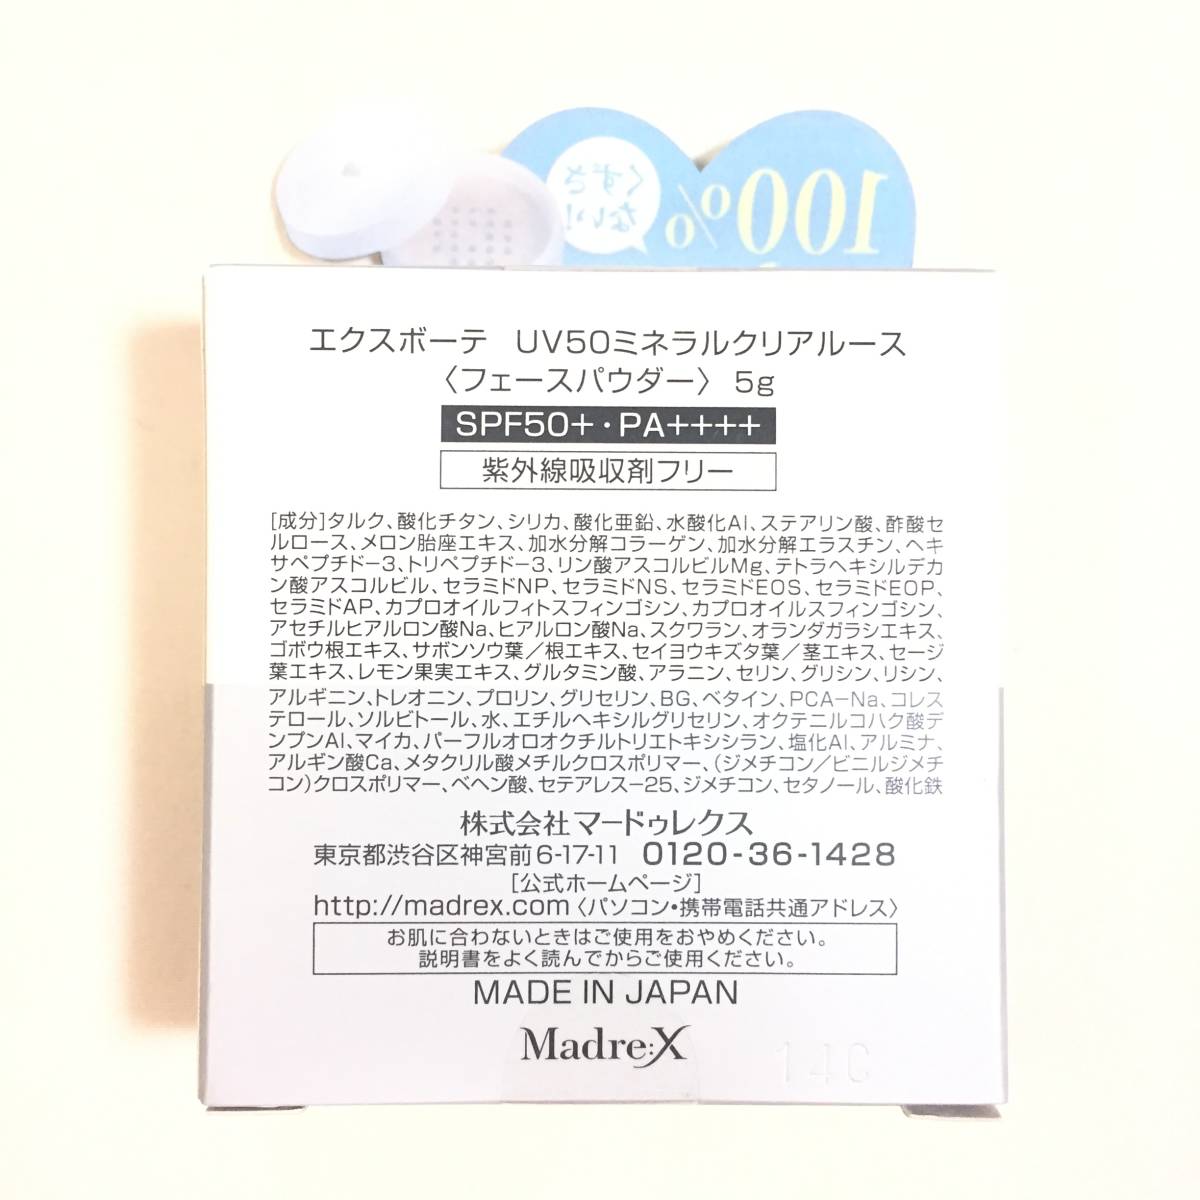 100%
くずさ
ない!
エクスボーテ UV50ミネラルクリアルース
〈フェースパウダー〉 5g
SPF50+・PA++++
紫外線吸収剤フリー
[成分]タルク、酸化チタン、シリカ、酸化亜鉛、水酸化Al、ステアリン酸、酢酸セ
ルロース、メロン胎座エキス、加水分解コラーゲン、加水分解エラスチン、ヘキ
サペプチド-3、トリペプチド-3、リン酸アスコルビルMg、テトラヘキシルデカ
ン酸アスコルビル、セラミドNP、セラミドNS、セラミドEOS、セラミドEOP、
セラミドAP、カプロオイルフィトスフィンゴシン、カプロオイルスフィンゴシン、
アセチルヒアルロン酸Na、ヒアルロン酸Na、スクワラン、オランダガラシエキス、
ゴボウ根エキス、サボンソウ葉/根エキス、セイヨウキズタ葉/茎エキス、セージ
葉エキス、レモン果実エキス、グルタミン酸、アラニン、セリン、グリシン、リシン、
アルギニン、トレオニン、プロリン、グリセリン、BG、ベタイン、PCA-Na、コレス
テロール、ソルビトール、水、エチルヘキシルグリセリン、オクテニルコハク酸デ
ンプンAl、マイカ、パーフルオロオクチルトリエトキシシラン、塩化Al、アルミナ、
アルギン酸Ca、メタクリル酸メチルクロスポリマー、(ジメチコン/ビニルジメチ
コン)クロスポリマー、ベヘン酸、セテアレス-25、ジメチコン、セタノール、酸化鉄
株式会社マードゥレクス
東京都渋谷区神宮前6-17-11 0120-36-1428
[公式ホームページ]
http://madrex.com〈パソコン・携帯電話共通アドレス〉
お肌に合わないときはご使用をおやめください。
説明書をよく読んでからご使用ください。
MADE IN JAPAN
Madre:X
14C